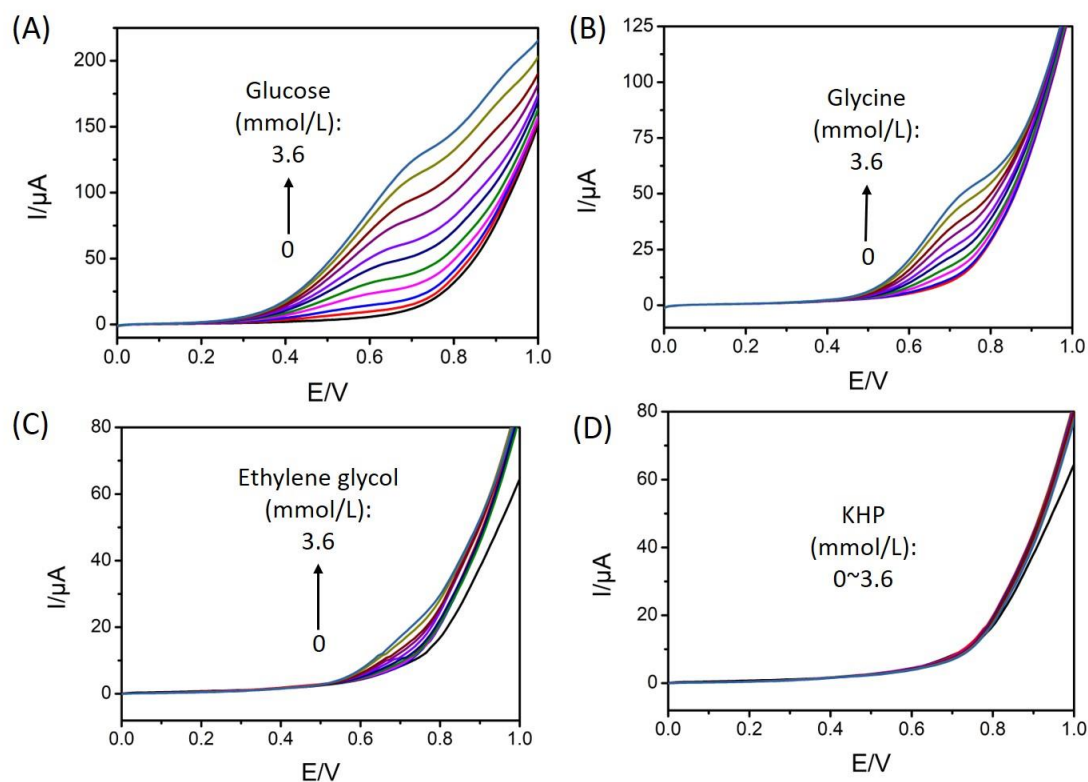 (A)
I/µA
200
150
100
50
0
Glucose
(mmol/L):
3.6
0
0.0 0.2 0.4 0.6 0.8 1.0
E/V
(B)
I/µA
125
100
75
50
25
0
Glycine
(mmol/L):
3.6
0
0.0 0.2 0.4 0.6 0.8 1.0
E/V
(C)
I/µA
80
60
40
20
0
Ethylene glycol
(mmol/L):
3.6
0
0.0 0.2 0.4 0.6 0.8 1.0
E/V
(D)
I/µA
80
60
40
20
0
KHP
(mmol/L):
0~3.6
0.0 0.2 0.4 0.6 0.8 1.0
E/V